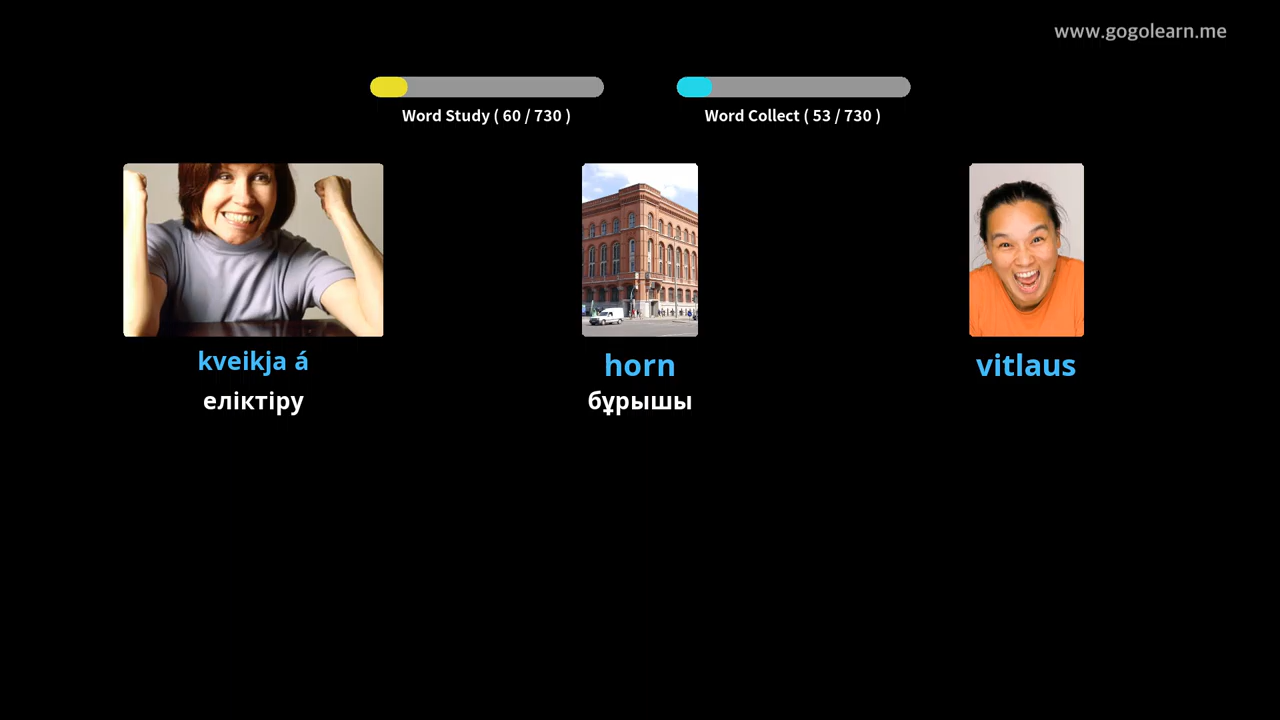 www.gogolearn.me
Word Study ( 60 / 730 )
Word Collect ( 53 / 730 )
kveikja á
еліктіру
horn
бұрышы
vitlaus